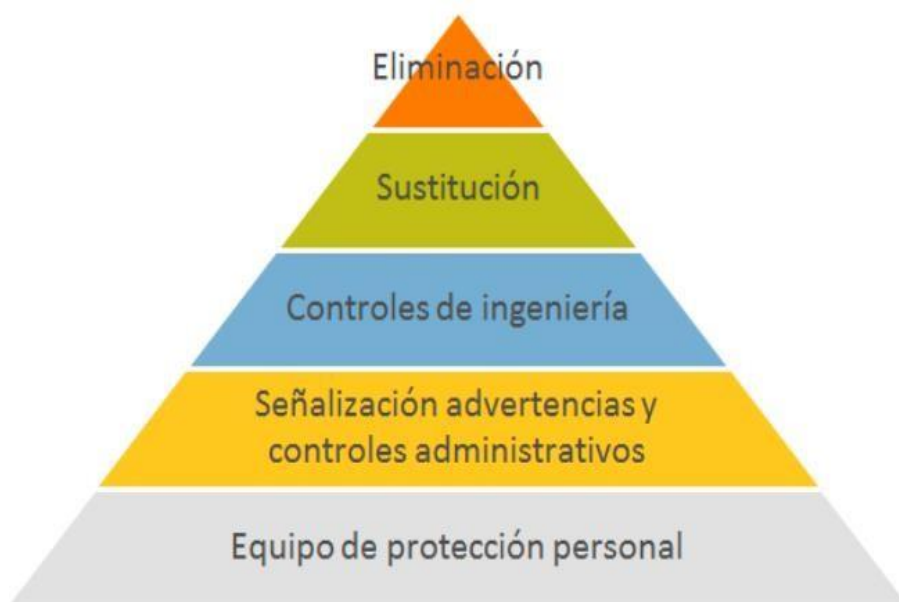 Eliminación
Sustitución
Controles de ingeniería
Señalización advertencias y
controles administrativos
Equipo de protección personal